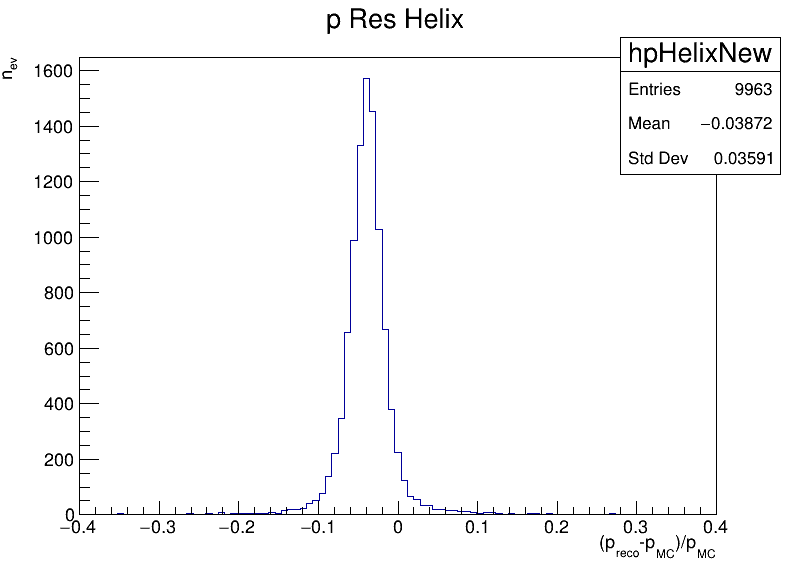 p Res Helix
hpHelixNew
Entries 9963
Mean −0.03872
Std Dev 0.03591
n_ev
1600
1400
1200
1000
800
600
400
200
0
−0.4 −0.3 −0.2 −0.1 0 0.1 0.2 0.3 0.4
(p_reco-p_MC)/p_MC